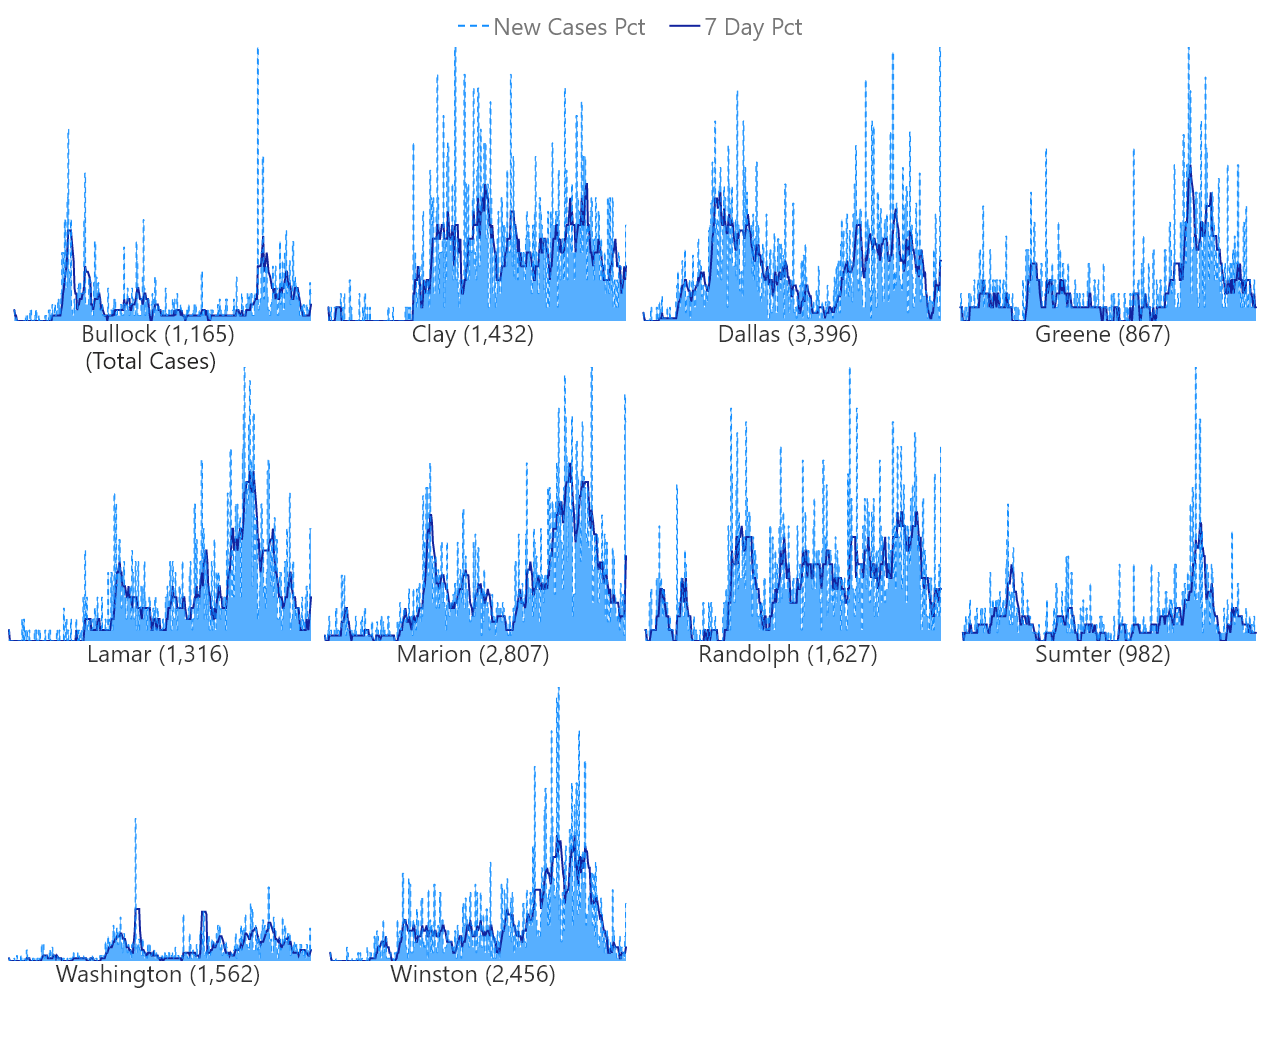 New Cases Pct 7 Day Pct
Bullock (1,165) Clay (1,432) Dallas (3,396) Greene (867)
(Total Cases)
Lamar (1,316) Marion (2,807) Randolph (1,627) Sumter (982)
Washington (1,562) Winston (2,456)